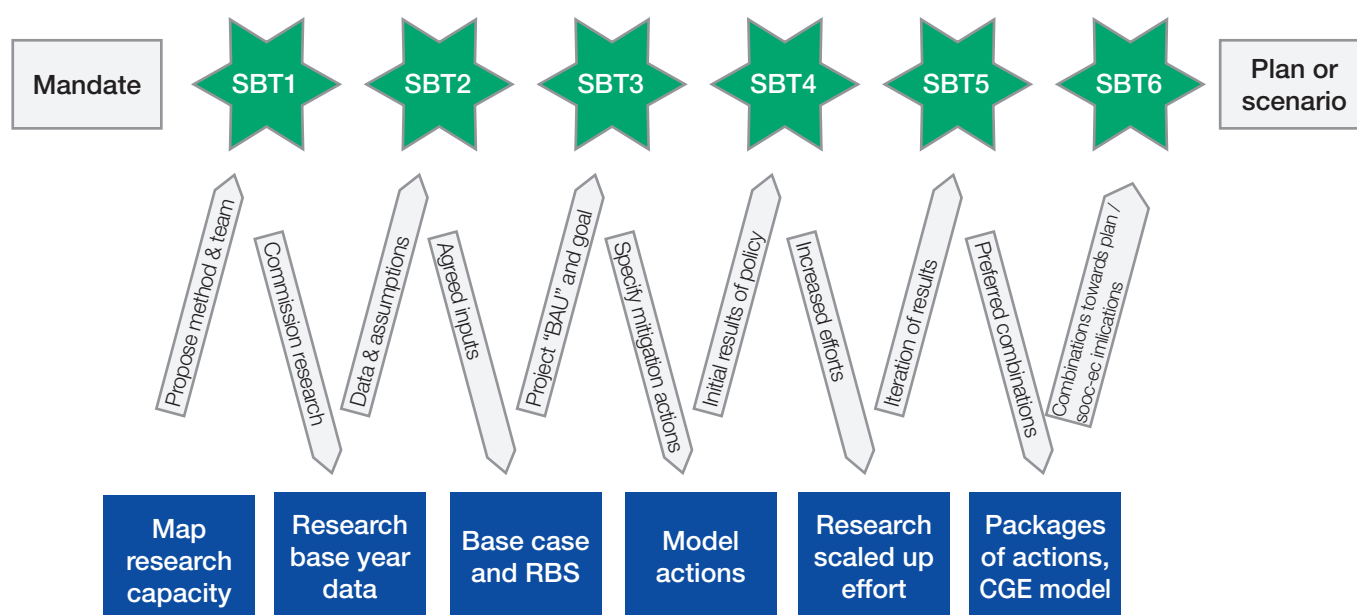 Mandate
SBT1
SBT2
SBT3
SBT4
SBT5
SBT6
Plan or
scenario
Propose method & team
Commission research
Data & assumptions
Agreed inputs
Project “BAU” and goal
Specify mitigation actions
Initial results of policy
Increased efforts
Iteration of results
Preferred combinations
Combinations towards plan /
sooc-ec imlications
Map
research
capacity
Research
base year
data
Base case
and RBS
Model
actions
Research
scaled up
effort
Packages
of actions,
CGE model